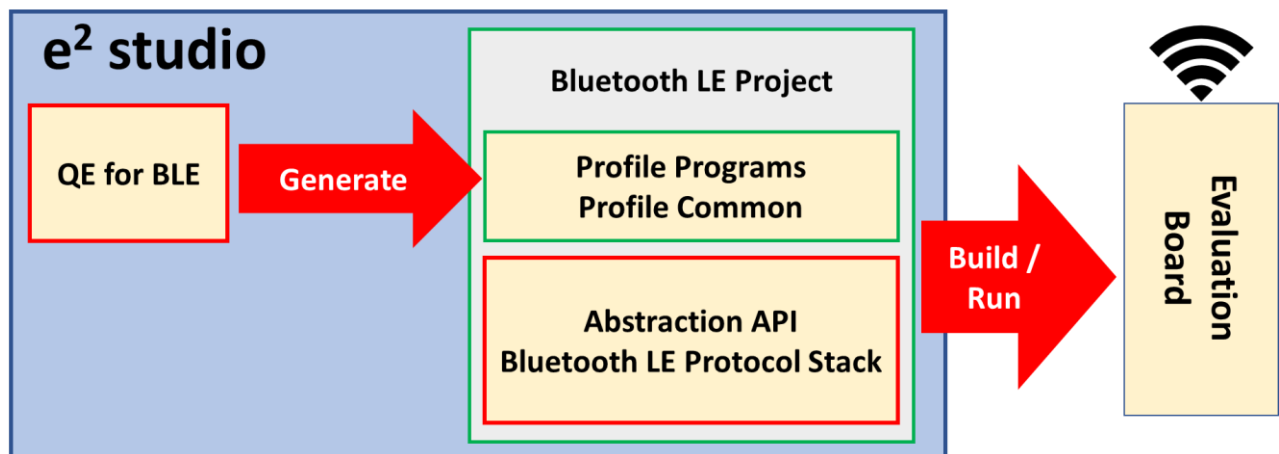 e² studio
Bluetooth LE Project
QE for BLE
Generate
Profile Programs
Profile Common
Abstraction API
Bluetooth LE Protocol Stack
Build /
Run
Evaluation
Board